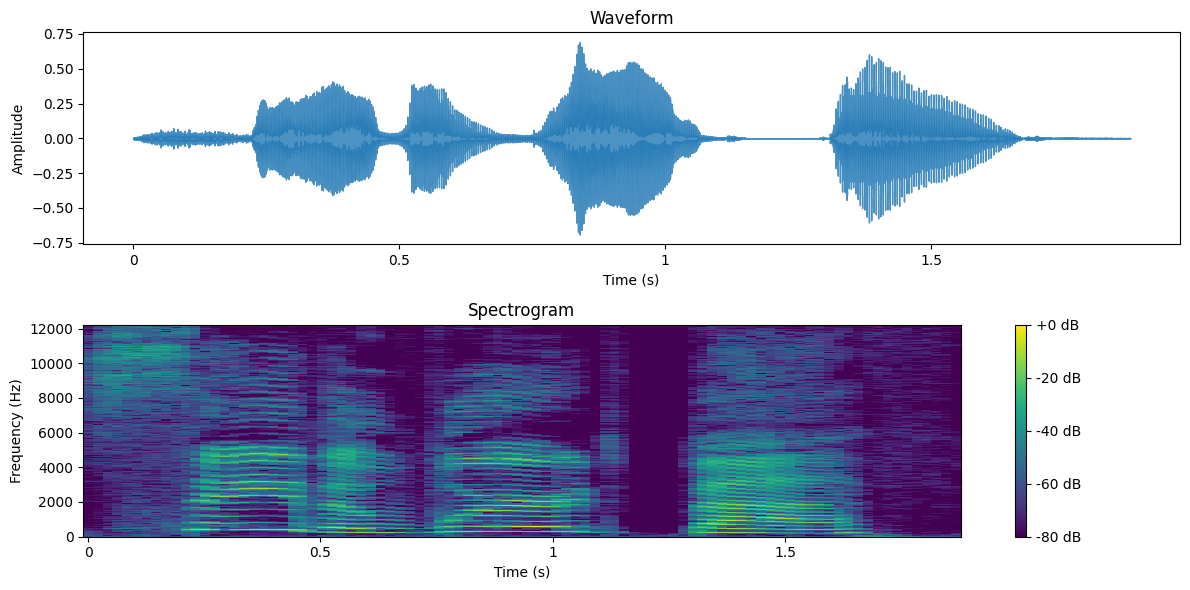 Waveform
0.75
0.50
0.25
0.00
−0.25
−0.50
−0.75
Amplitude
0
0.5
1
1.5
Time (s)
Spectrogram
12000
10000
8000
6000
4000
2000
0
Frequency (Hz)
0
0.5
1
1.5
Time (s)
+0 dB
-20 dB
-40 dB
-60 dB
-80 dB